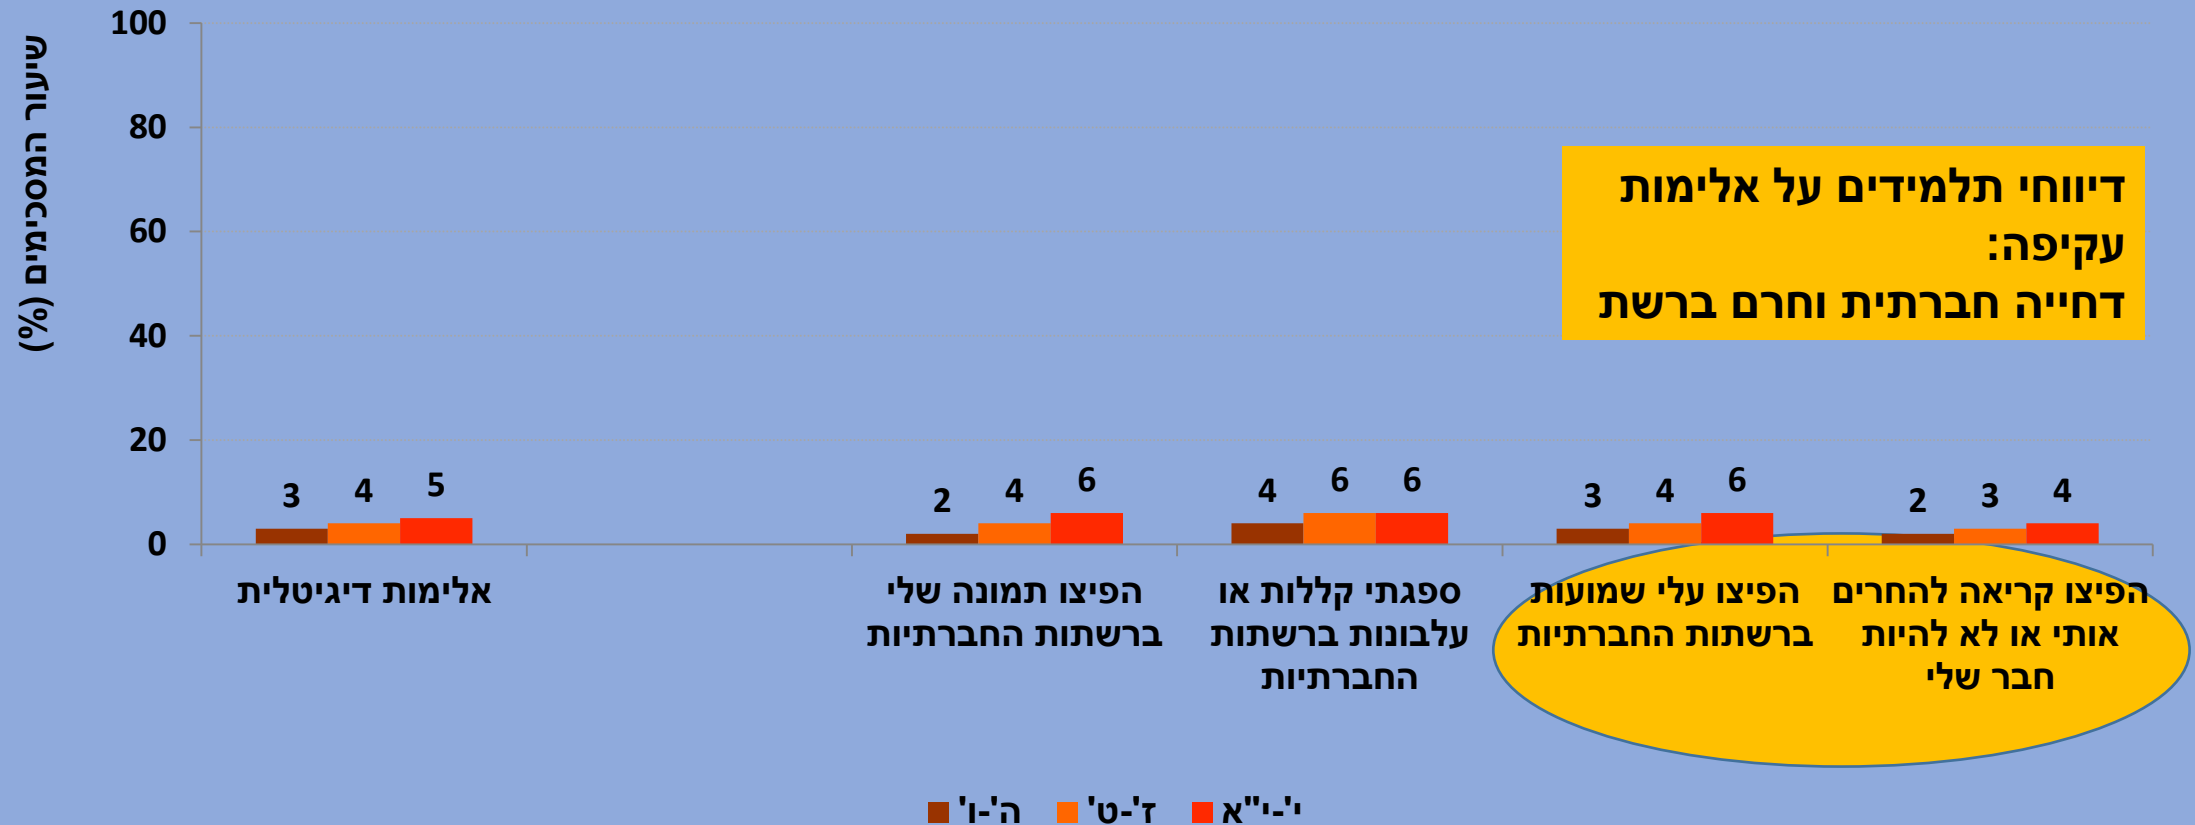 שיעור המסכימים (%)
100
80
60
40
20
0
דיווחי תלמידים על אלימות
עקיפה:
דחייה חברתית וחרם ברשת
3 4 5
2 4 6
4 6 6
3 4 6
2 3 4
אלימות דיגיטלית
הפיצו תמונה שלי
ברשתות החברתיות
ספגתי קללות או
עלבונות ברשתות
החברתיות
הפיצו עלי שמועות
ברשתות החברתיות
הפיצו קריאה להחרים
אותי או לא להיות
חבר שלי
ה'-ו'
ז'-ט'
י'-י"א